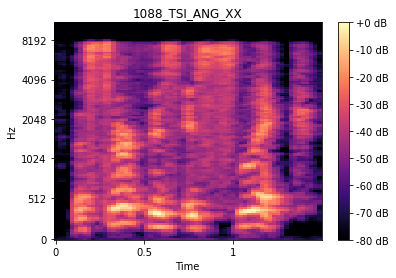 1088_TSI_ANG_XX
+0 dB
8192
-10 dB
4096
-20 dB
-30 dB
2048
Hz
-40 dB
1024
-50 dB
512
-60 dB
-70 dB
0
-80 dB
0
0.5
1
Time